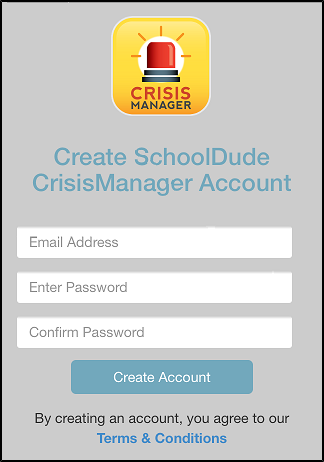 CRISIS
MANAGER
Create SchoolDude
CrisisManager Account
Email Address
Enter Password
Confirm Password
Create Account
By creating an account, you agree to our
Terms & Conditions